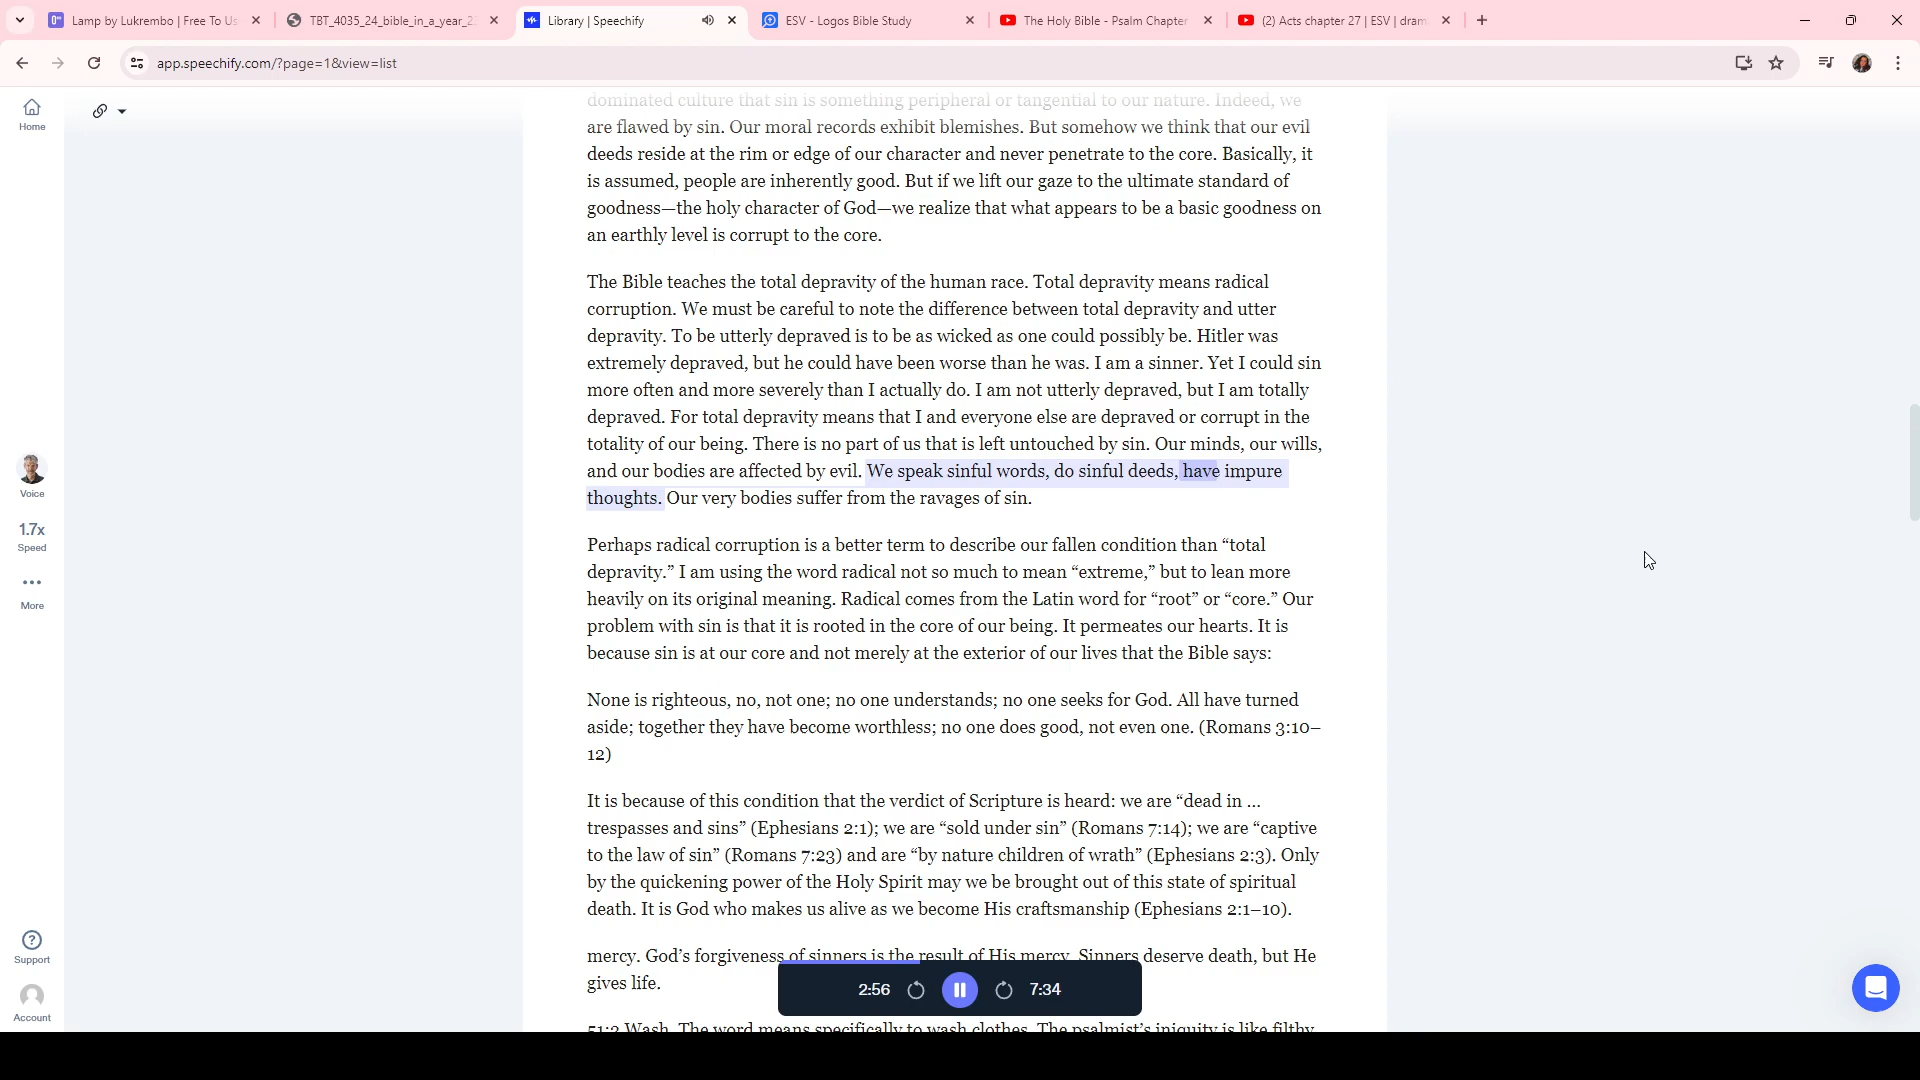 Lamp by Lukrembo | Free To Us
TBT_4035_24_bible_in_a_year_2
Library | Speechify
ESV - Logos Bible Study
The Holy Bible - Psalm Chapter
(2) Acts chapter 27 | ESV | dram
app.speechify.com/?page=1&view=list
Home
Voice
1.7x
Speed
More
Support
Account
dominated culture that sin is something peripheral or tangential to our nature. Indeed, we
are flawed by sin. Our moral records exhibit blemishes. But somehow we think that our evil
deeds reside at the rim or edge of our character and never penetrate to the core. Basically, it
is assumed, people are inherently good. But if we lift our gaze to the ultimate standard of
goodness—the holy character of God—we realize that what appears to be a basic goodness on
an earthly level is corrupt to the core.
The Bible teaches the total depravity of the human race. Total depravity means radical
corruption. We must be careful to note the difference between total depravity and utter
depravity. To be utterly depraved is to be as wicked as one could possibly be. Hitler was
extremely depraved, but he could have been worse than he was. I am a sinner. Yet I could sin
more often and more severely than I actually do. I am not utterly depraved, but I am totally
depraved. For total depravity means that I and everyone else are depraved or corrupt in the
totality of our being. There is no part of us that is left untouched by sin. Our minds, our wills,
and our bodies are affected by evil. We speak sinful words, do sinful deeds, have impure
thoughts. Our very bodies suffer from the ravages of sin.
Perhaps radical corruption is a better term to describe our fallen condition than “total
depravity.” I am using the word radical not so much to mean “extreme,” but to lean more
heavily on its original meaning. Radical comes from the Latin word for “root” or “core.” Our
problem with sin is that it is rooted in the core of our being. It permeates our hearts. It is
because sin is at our core and not merely at the exterior of our lives that the Bible says:
None is righteous, no, not one; no one understands; no one seeks for God. All have turned
aside; together they have become worthless; no one does good, not even one. (Romans 3:10–
12)
It is because of this condition that the verdict of Scripture is heard: we are “dead in ...
trespasses and sins” (Ephesians 2:1); we are “sold under sin” (Romans 7:14); we are “captive
to the law of sin” (Romans 7:23) and are “by nature children of wrath” (Ephesians 2:3). Only
by the quickening power of the Holy Spirit may we be brought out of this state of spiritual
death. It is God who makes us alive as we become His craftsmanship (Ephesians 2:1–10).
mercy. God’s forgiveness of sinners is the result of His mercy. Sinners deserve death, but He
gives life.
2:56
7:34
51:2 Wash. The word means specifically to wash clothes. The psalmist’s iniquity is like filthy